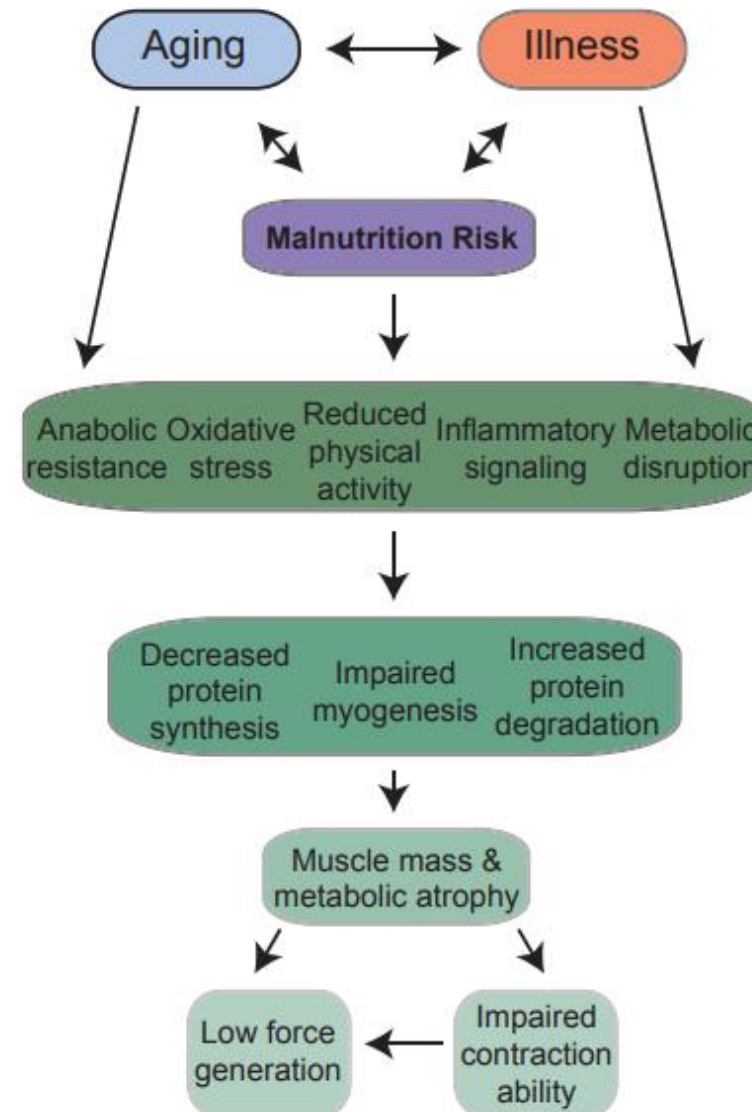 Aging
Illness
Malnutrition Risk
Anabolic
resistance
Oxidative
stress
Reduced
physical
activity
Inflammatory
signaling
Metabolic
disruption
Decreased
protein
synthesis
Impaired
myogenesis
Increased
protein
degradation
Muscle mass &
metabolic atrophy
Low force
generation
Impaired
contraction
ability